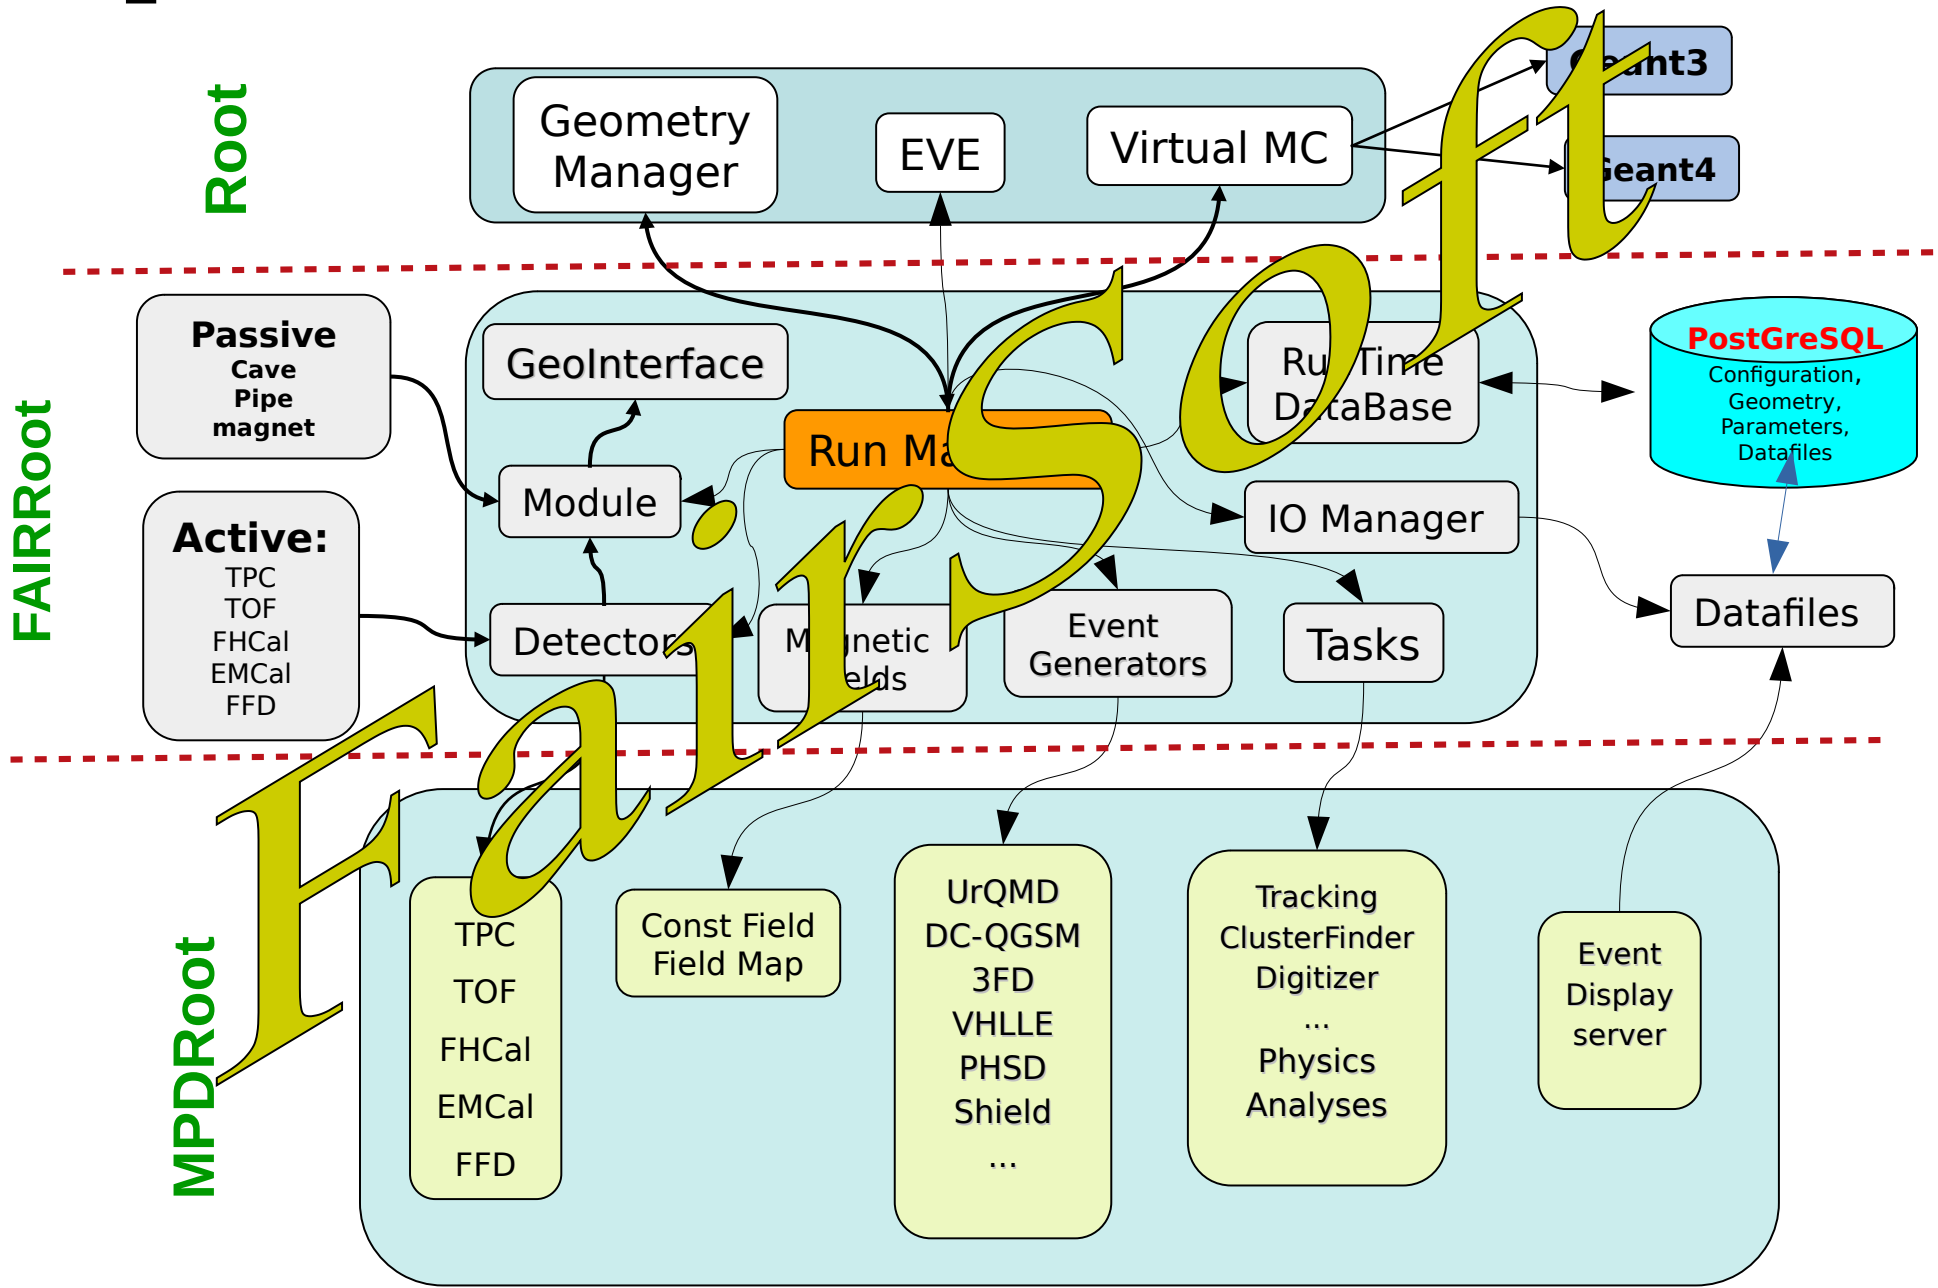 Root
Geometry
Manager
EVE
Virtual MC
Geant3
Geant4
FairSoft
FAIRRoot
Passive
Cave
Pipe
magnet
Active:
TPC
TOF
FHCal
EMCal
FFD
GeoInterface
Module
Detectors
Run
Magnetic
RunTime
DataBase
IO Manager
Event
Generators
Tasks
PostGreSQL
Configuration,
Geometry,
Parameters,
Datafiles
Datafiles
MPDRoot
TPC
TOF
FHCal
EMCal
FFD
Const Field
Field Map
UrQMD
DC-QGSM
3FD
VHLLE
PHSD
Shield
...
Tracking
ClusterFinder
Digitizer
...
Physics
Analyses
Event
Display
server